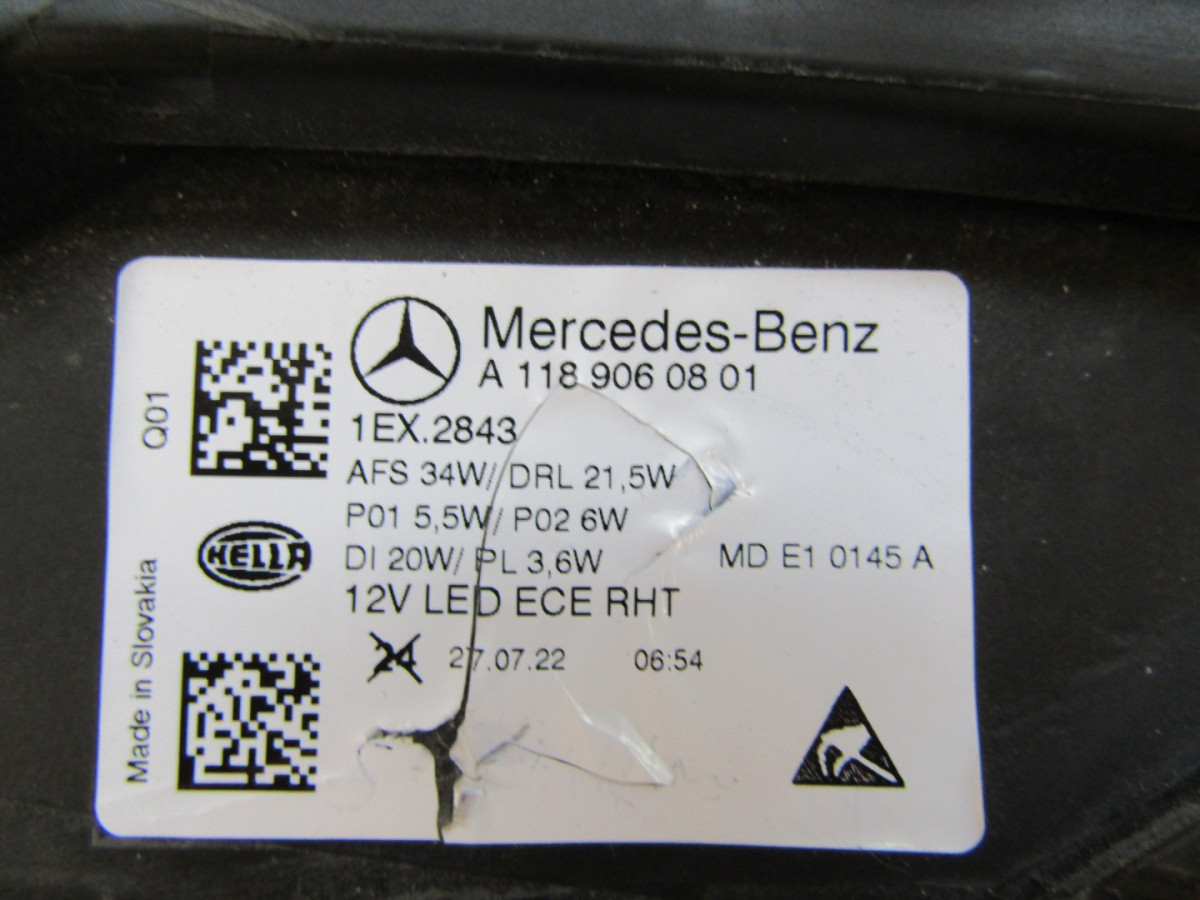 Mercedes-Benz
A 118 906 08 01
1EX.2843
AFS 34W/ DRL 21,5W
P01 5,5W/ P02 6W
DI 20W/ PL 3,6W
MD E1 0145 A
12V LED ECE RHT
24 27.07.22 06:54
Q01
HELLA
Made in Slovakia